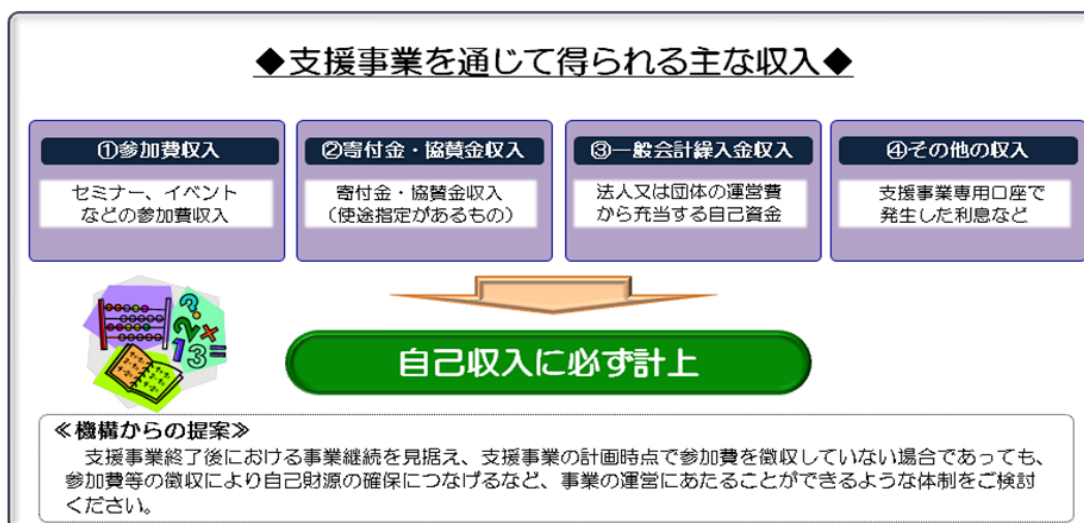 ◆支援事業を通じて得られる主な収入◆
①参加費収入
セミナー、イベント
などの参加費収入
②寄付金・協賛金収入
寄付金・協賛金収入
(使途指定があるもの)
③一般会計繰入金収入
法人又は団体の運営費
から充当する自己資金
④その他の収入
支援事業専用口座で
発生した利息など
自己収入に必ず計上
≪機構からの提案≫
支援事業終了後における事業継続を見据え、支援事業の計画時点で参加費を徴収していない場合であっても、
参加費等の徴収により自己財源の確保につなげるなど、事業の運営にあたることができるような体制をご検討
ください。